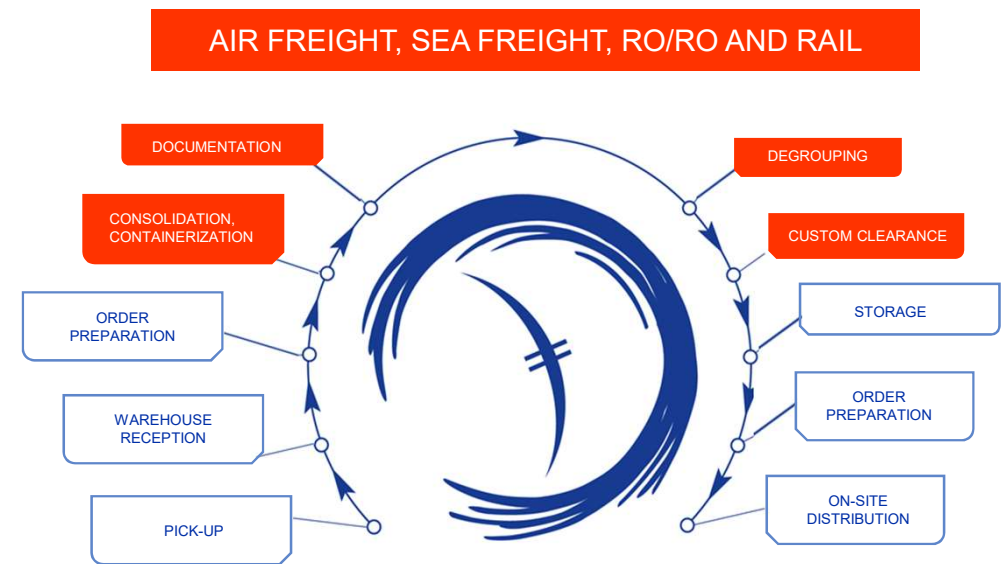 AIR FREIGHT, SEA FREIGHT, RO/RO AND RAIL
DOCUMENTATION
DEGROUPING
CONSOLIDATION,
CONTAINERIZATION
CUSTOM CLEARANCE
ORDER
PREPARATION
STORAGE
WAREHOUSE
RECEPTION
ORDER
PREPARATION
PICK-UP
ON-SITE
DISTRIBUTION